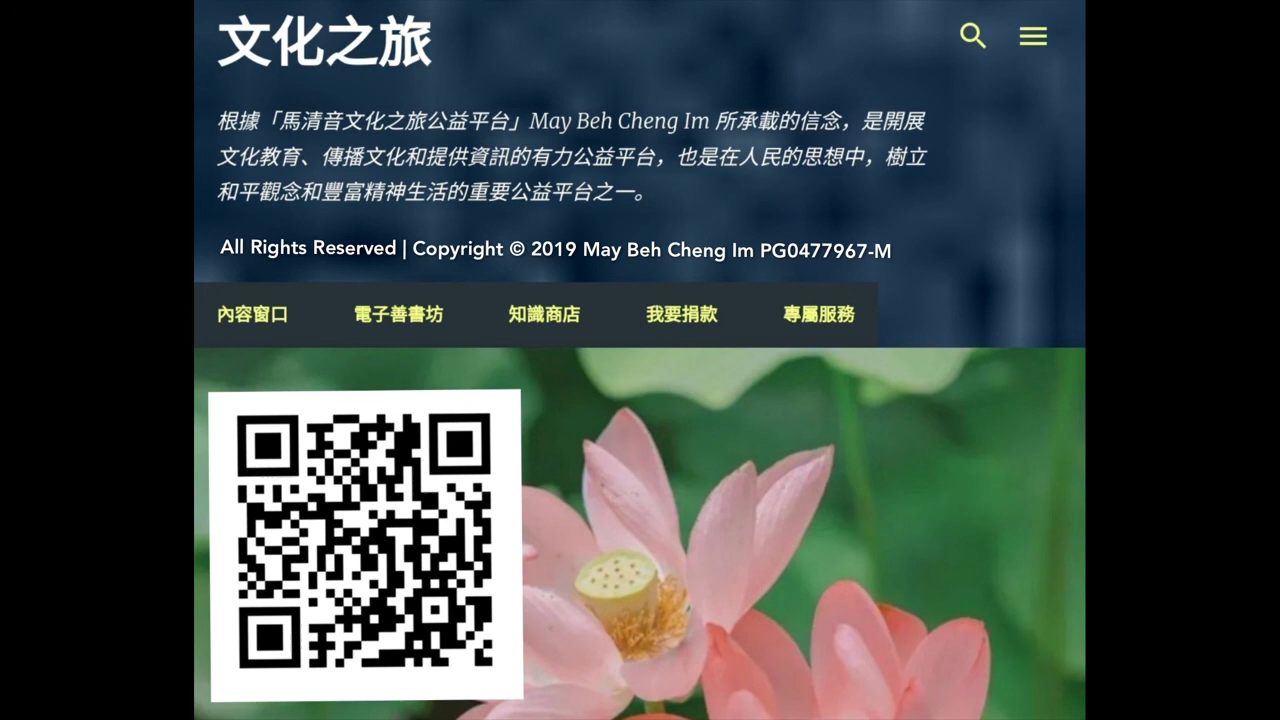 文化之旅
根據「馬清音文化之旅公益平台」May Beh Cheng Im 所承載的信念，是開展
文化教育、傳播文化和提供資訊的有力公益平台，也是在人民的思想中，樹立
和平觀念和豐富精神生活的重要公益平台之一。
All Rights Reserved | Copyright © 2019 May Beh Cheng Im PG0477967-M
內容窗口 電子善書坊 知識商店 我要捐款 專屬服務